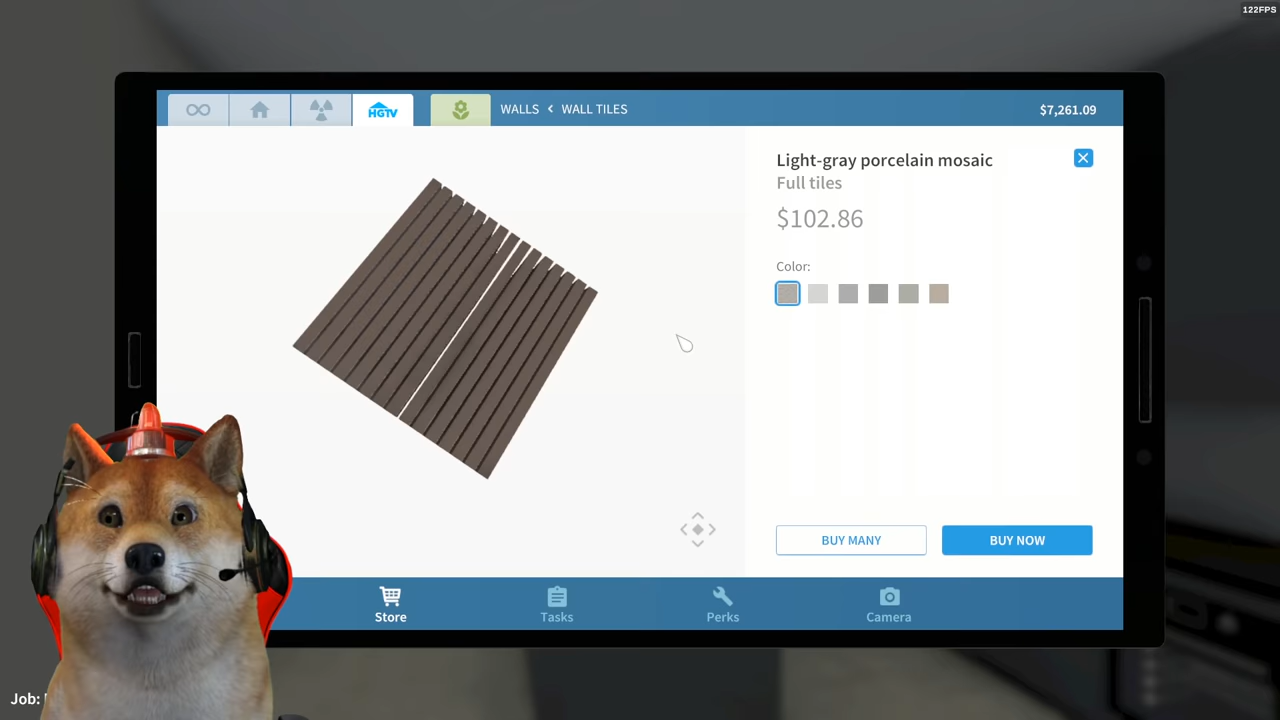 122FPS
HGTV
WALLS < WALL TILES
$7,261.09
Light-gray porcelain mosaic
Full tiles
$102.86
Color:
BUY MANY
BUY NOW
Store
Tasks
Perks
Camera
Job: